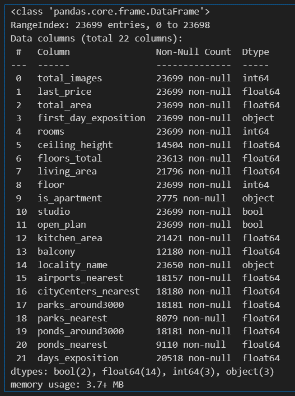 <class 'pandas.core.frame.DataFrame'>
RangeIndex: 23699 entries, 0 to 23698
Data columns (total 22 columns):
 #   Column                Non-Null Count  Dtype
---  ------                --------------  -----
 0   total_images          23699 non-null  int64
 1   last_price            23699 non-null  float64
 2   total_area            23699 non-null  float64
 3   first_day_exposition  23699 non-null  object
 4   rooms                 23699 non-null  int64
 5   ceiling_height        14504 non-null  float64
 6   floors_total          23613 non-null  float64
 7   living_area           21796 non-null  float64
 8   floor                 23699 non-null  int64
 9   is_apartment          2775 non-null   object
 10  studio                23699 non-null  bool
 11  open_plan             23699 non-null  bool
 12  kitchen_area          21421 non-null  float64
 13  balcony               12180 non-null  float64
 14  locality_name         23650 non-null  object
 15  airports_nearest      18157 non-null  float64
 16  cityCenters_nearest   18180 non-null  float64
 17  parks_around3000      18181 non-null  float64
 18  parks_nearest         8079 non-null   float64
 19  ponds_around3000      18181 non-null  float64
 20  ponds_nearest         9110 non-null   float64
 21  days_exposition       20518 non-null  float64
dtypes: bool(2), float64(14), int64(3), object(3)
memory usage: 3.7+ MB